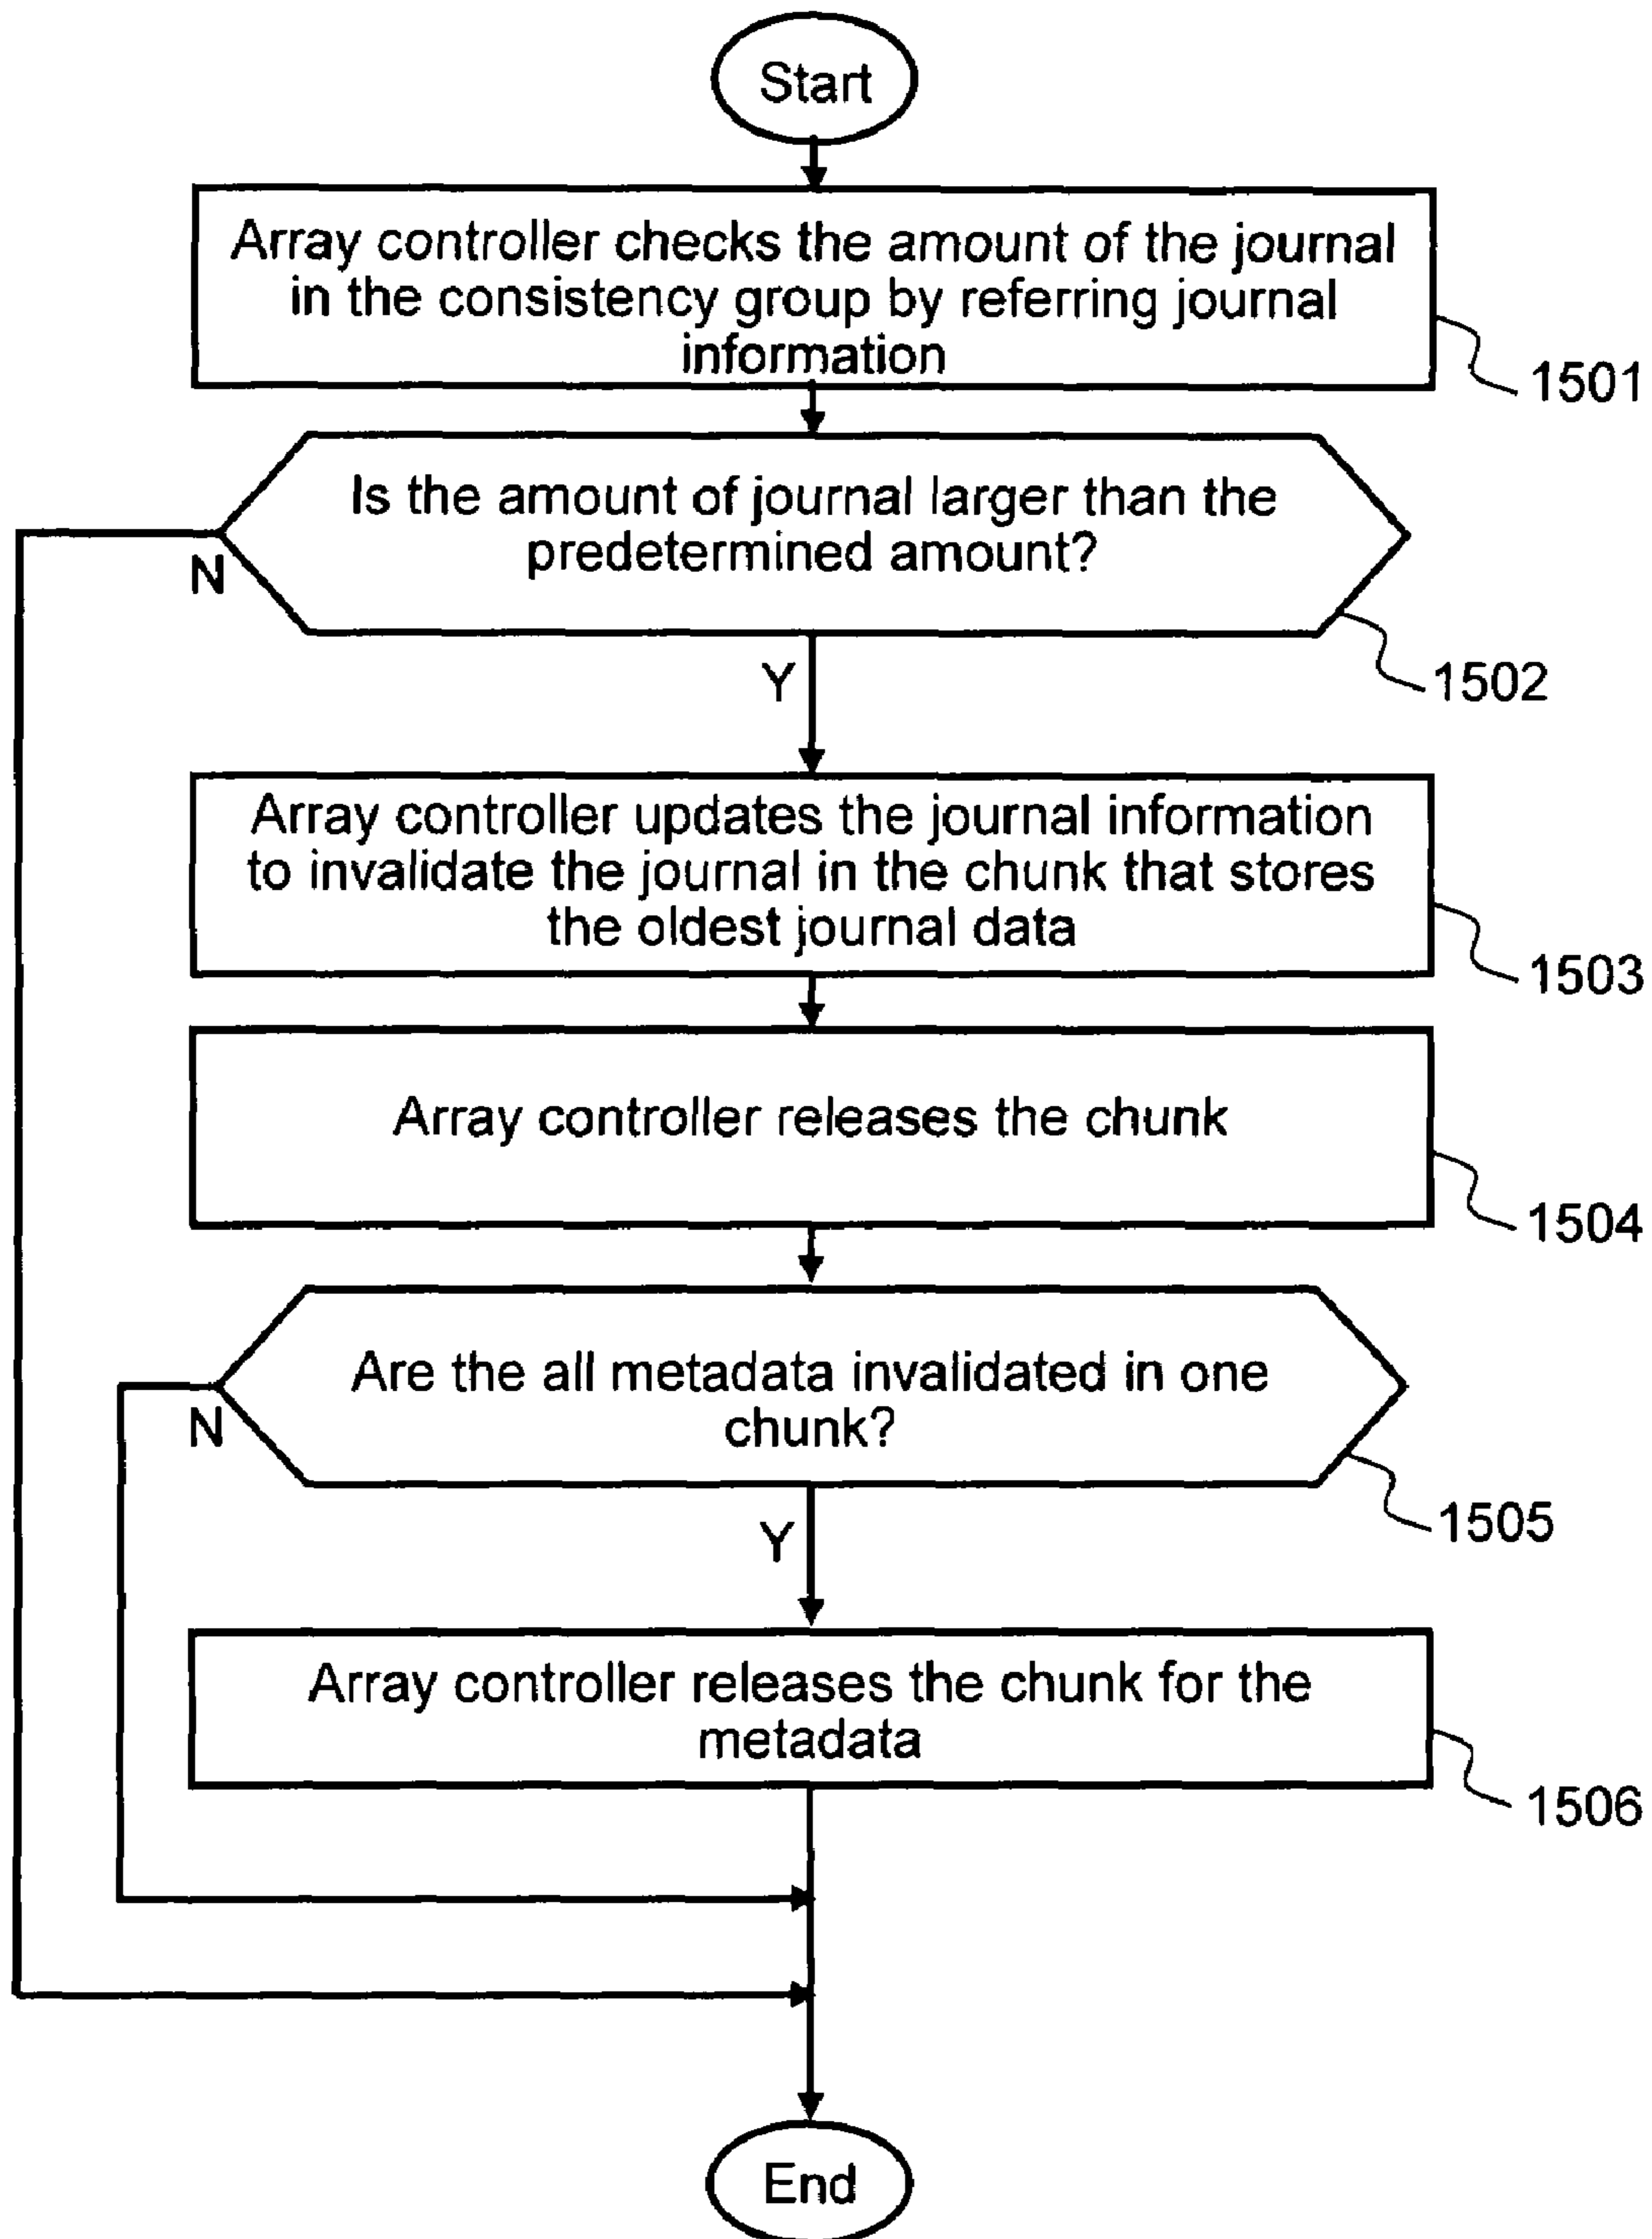 Start
Array controller checks the amount of the journal
in the consistency group by referring journal
information
1501
Is the amount of journal larger than the
predetermined amount?
N
1502
Y
Array controller updates the journal information
to invalidate the journal in the chunk that stores
the oldest journal data
1503
Array controller releases the chunk
1504
Are the all metadata invalidated in one
chunk?
N
1505
Y
Array controller releases the chunk for the
metadata
1506
End